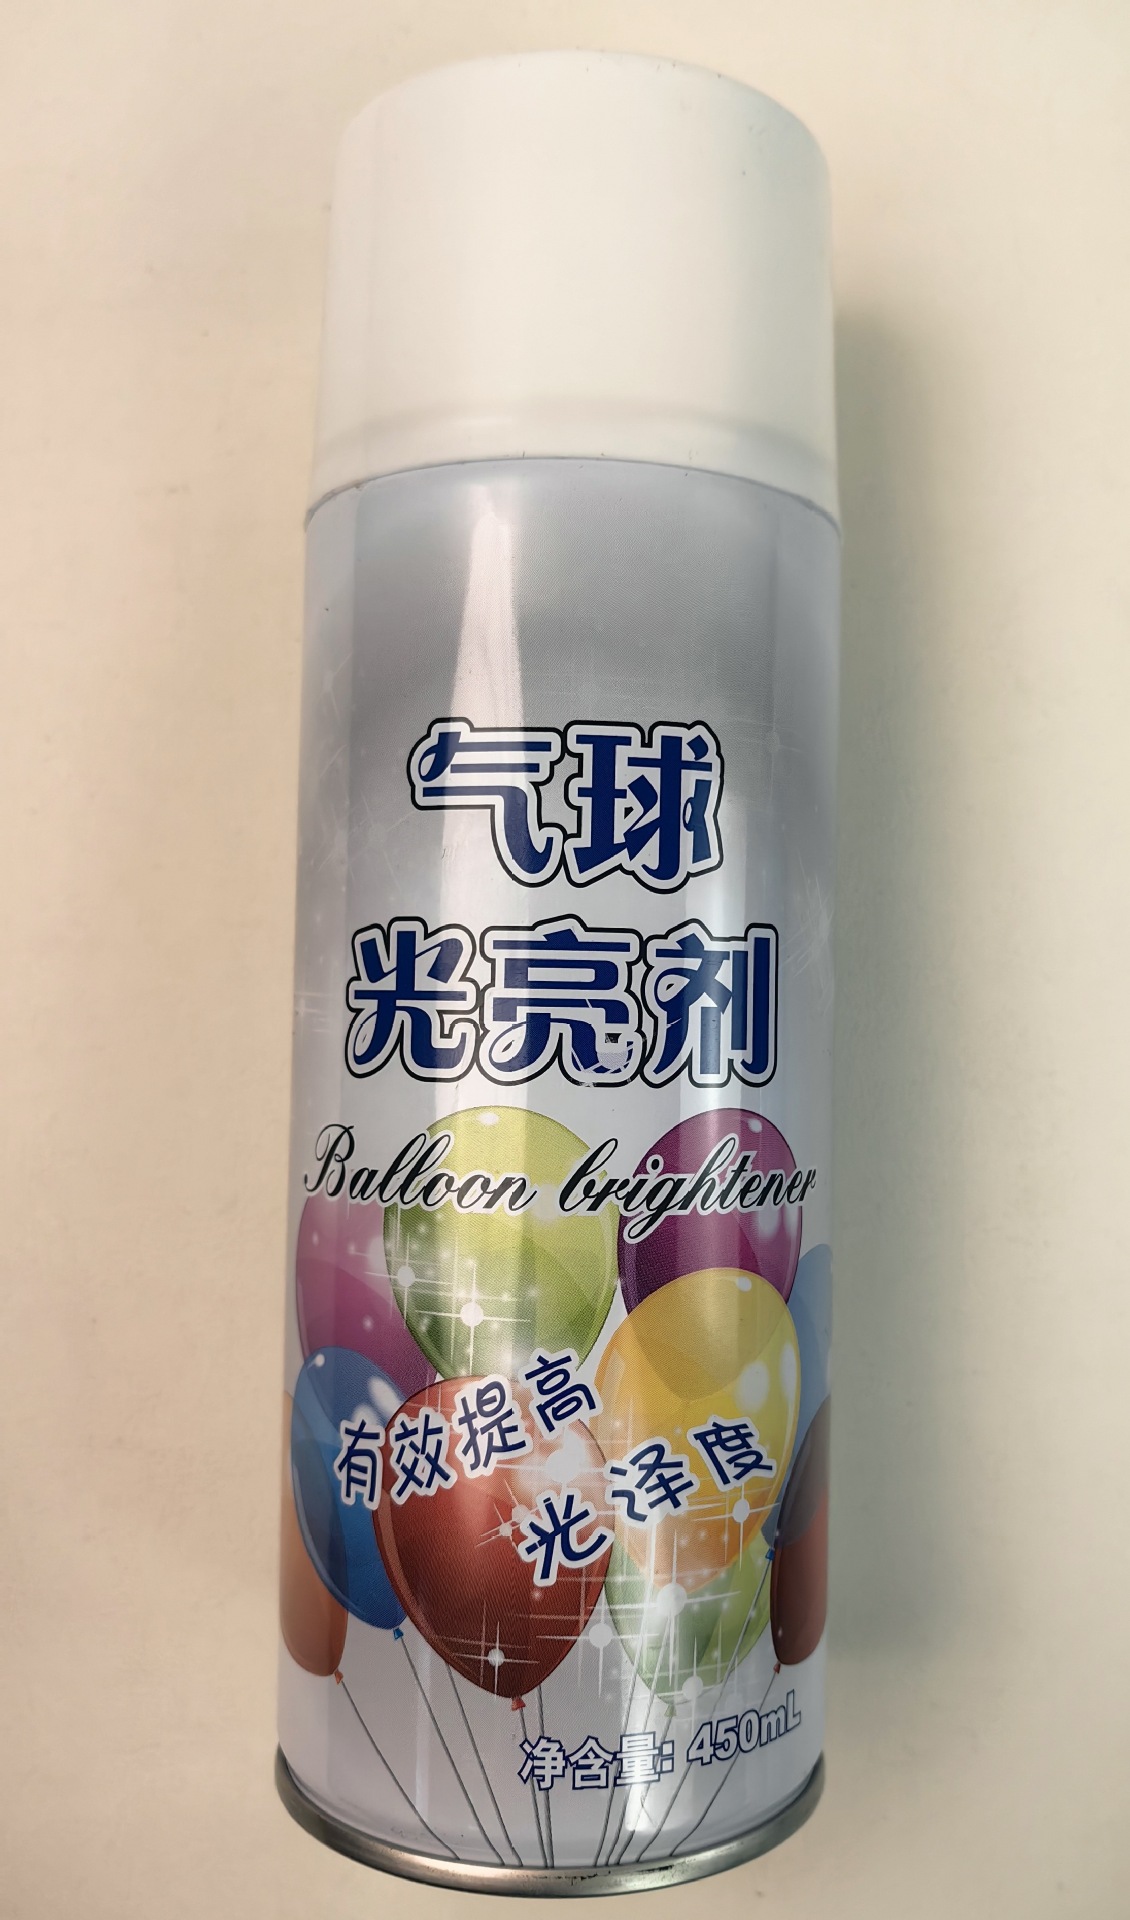 气球
光亮剂
Balloon brightener
有效提高
光泽度
净含量: 450mL